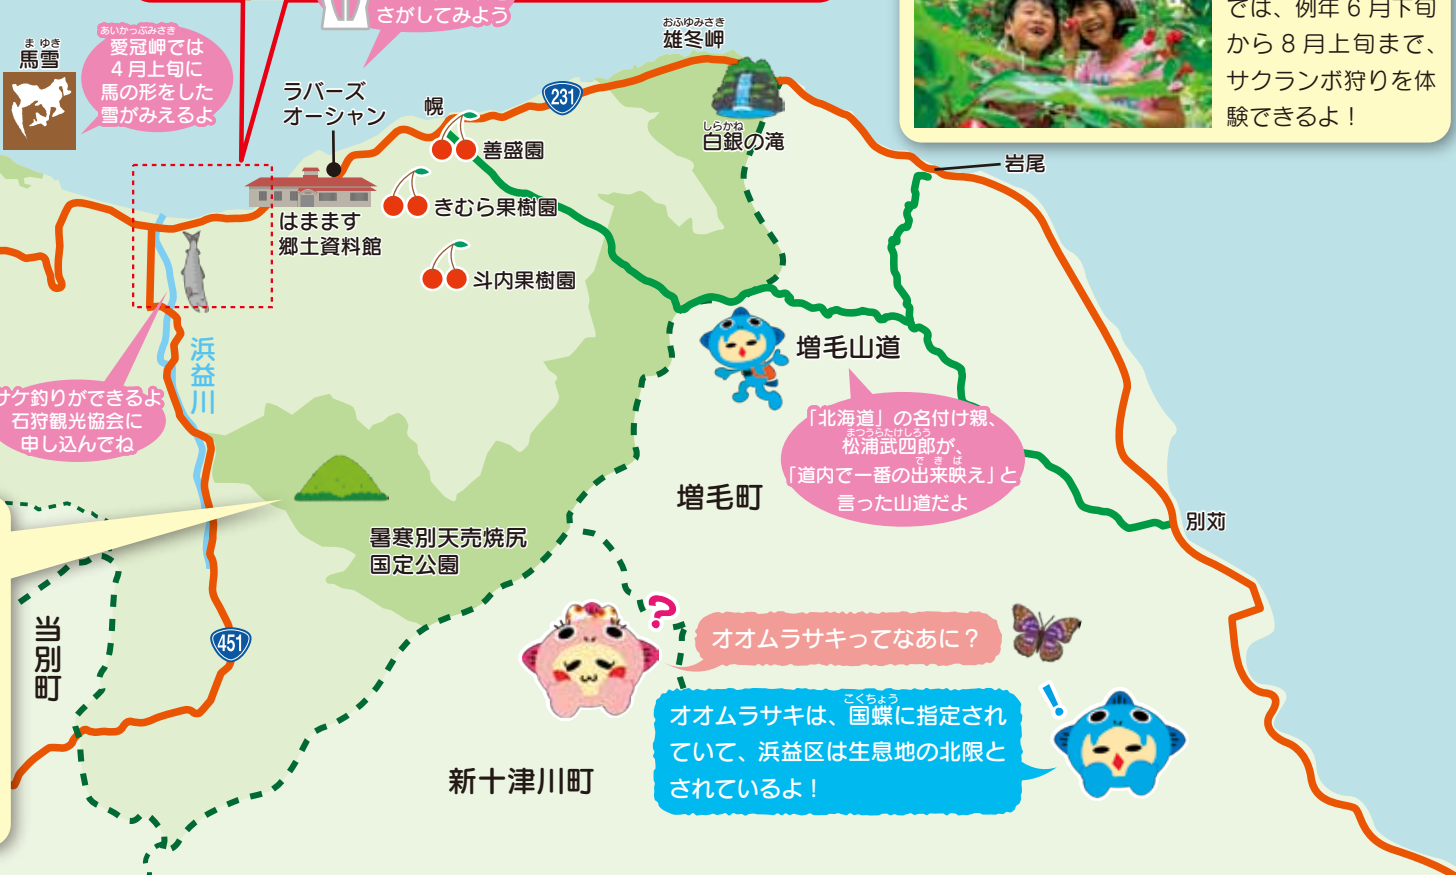 さがしてみよう
では、例年6月下旬
から8月上旬まで、
サクランボ狩りを体
験できるよ！
まゆき
馬雪
あいかっぷみさき
愛冠岬では
4月上旬に
馬の形をした
雪がみえるよ
おふゆみさき
雄冬岬
ラバーズ
オーシャン
幌
231
しらかね
白銀の滝
善盛園
岩尾
きむら果樹園
はまます
郷土資料館
斗内果樹園
浜益川
増毛山道
サケ釣りができるよ
石狩観光協会に
申し込んでね
「北海道」の名付け親、
まつうらたけしろう
松浦武四郎が、
できば
「道内で一番の出来映え」と
言った山道だよ
増毛町
別苅
暑寒別天売焼尻
国定公園
当別町
451
?
オオムラサキってなあに？
!
こくちょう
オオムラサキは、国蝶に指定され
ていて、浜益区は生息地の北限と
されているよ！
新十津川町